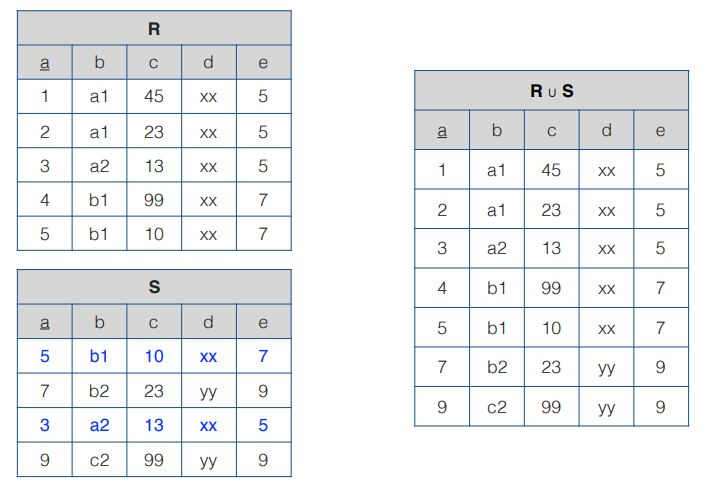 R
a b c d e
1 a1 45 xx 5
2 a1 23 xx 5
3 a2 13 xx 5
4 b1 99 xx 7
5 b1 10 xx 7
S
a b c d e
5 b1 10 xx 7
7 b2 23 yy 9
3 a2 13 xx 5
9 c2 99 yy 9
R ∪ S
a b c d e
1 a1 45 xx 5
2 a1 23 xx 5
3 a2 13 xx 5
4 b1 99 xx 7
5 b1 10 xx 7
7 b2 23 yy 9
9 c2 99 yy 9